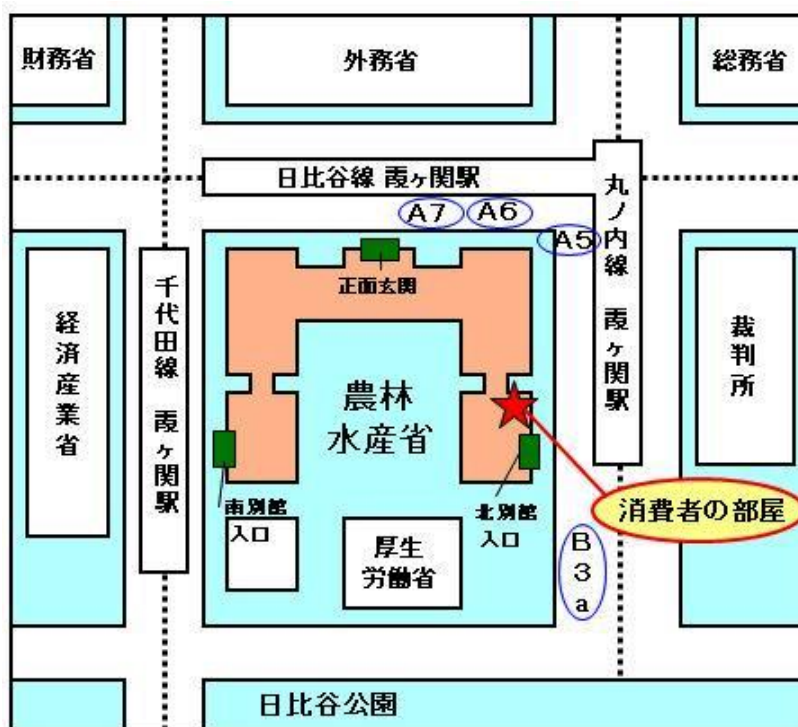 財務省
外務省
総務省
日比谷線 霞ヶ関駅
丸ノ内線 霞ヶ関駅
A7
A6
A5
正面玄関
千代田線 霞ヶ関駅
経済産業省
農林
水産省
裁判所
南別館
入口
北別館
入口
消費者の部屋
厚生
労働省
B3a
日比谷公園